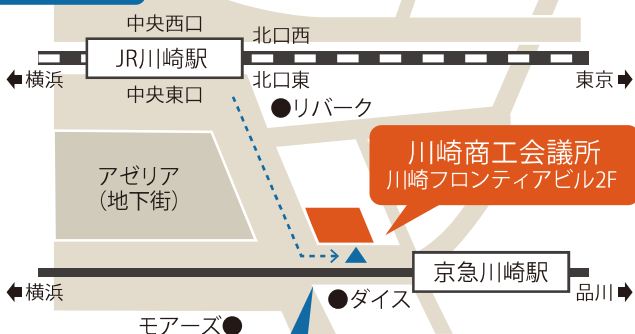 中央西口
北口西
JR川崎駅
横浜
北口東
東京
中央東口
●リバーク
川崎商工会議所
川崎フロンティアビル2F
アゼリア
（地下街）
京急川崎駅
横浜
●ダイス
品川
モアーズ●